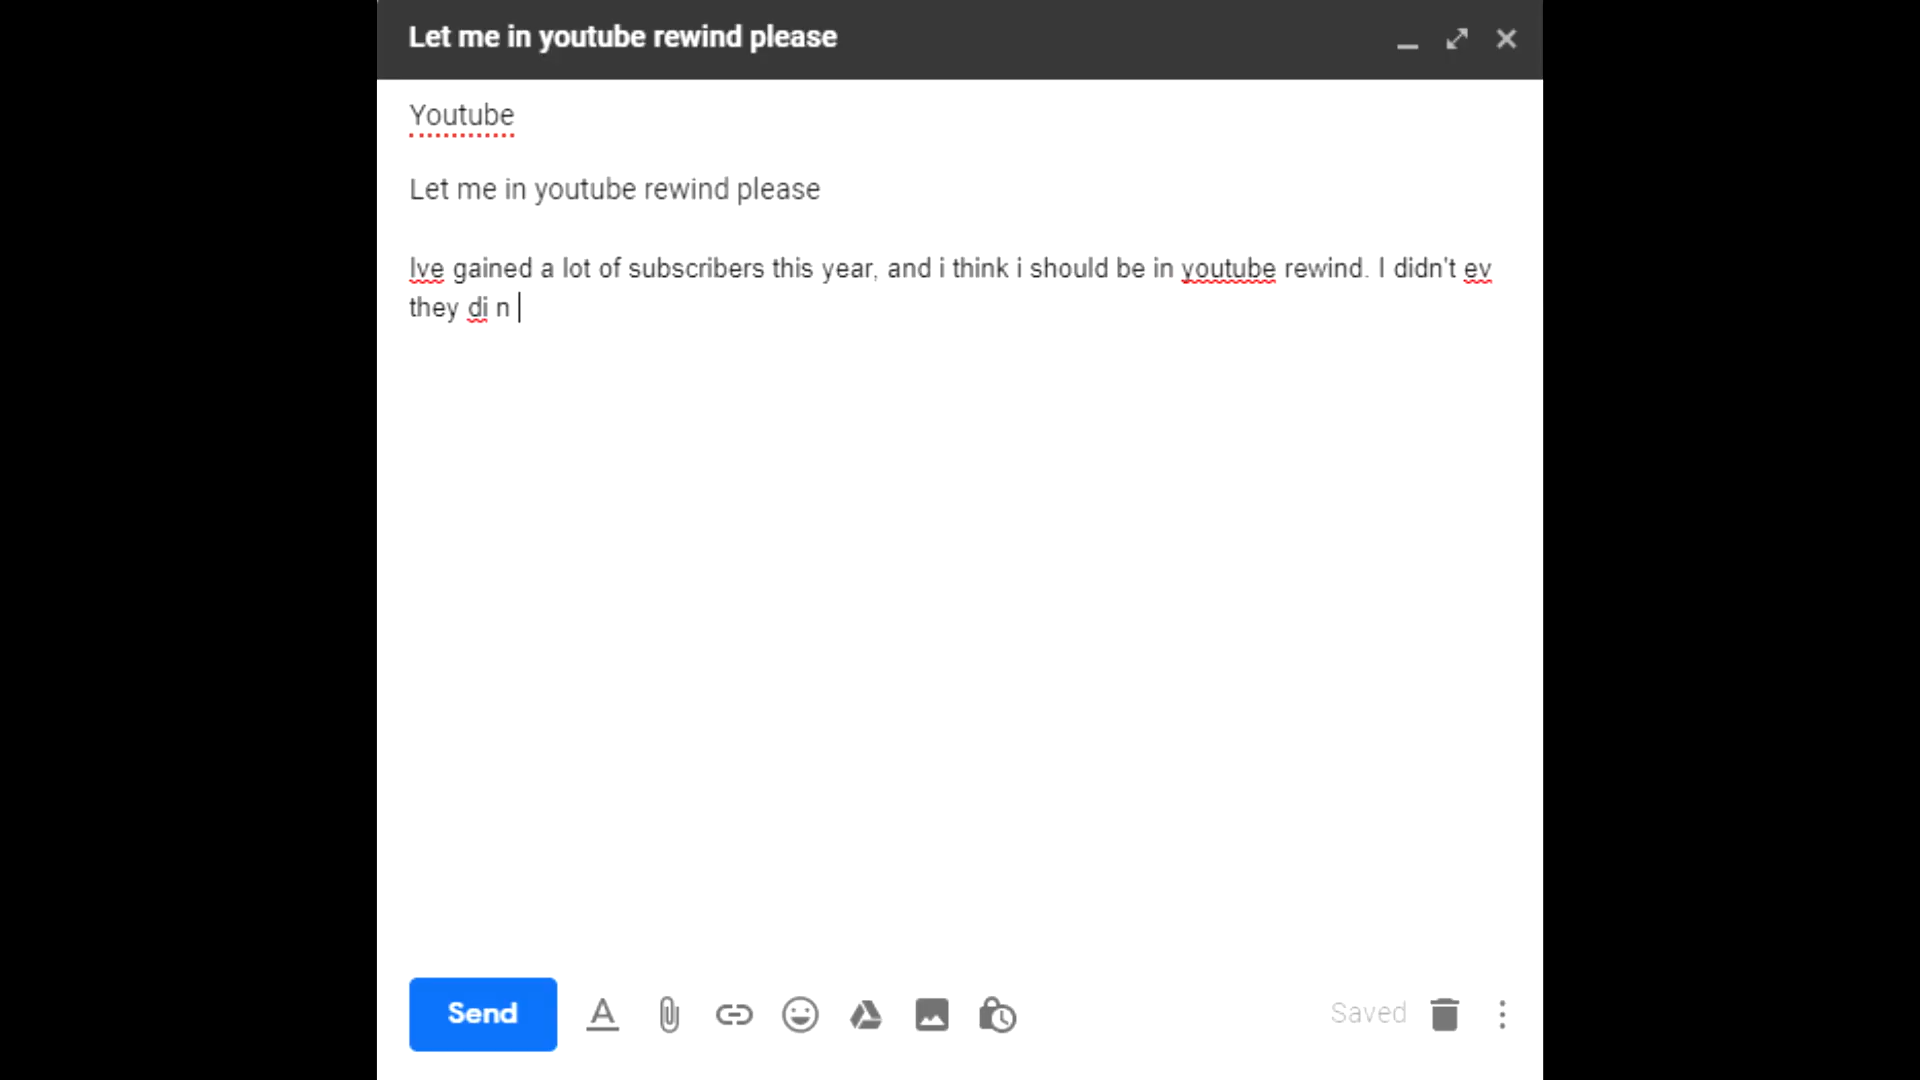 Let me in youtube rewind please
Youtube
Let me in youtube rewind please
Ive gained a lot of subscribers this year, and i think i should be in youtube rewind. I didn't ev
they di n
Send
Saved